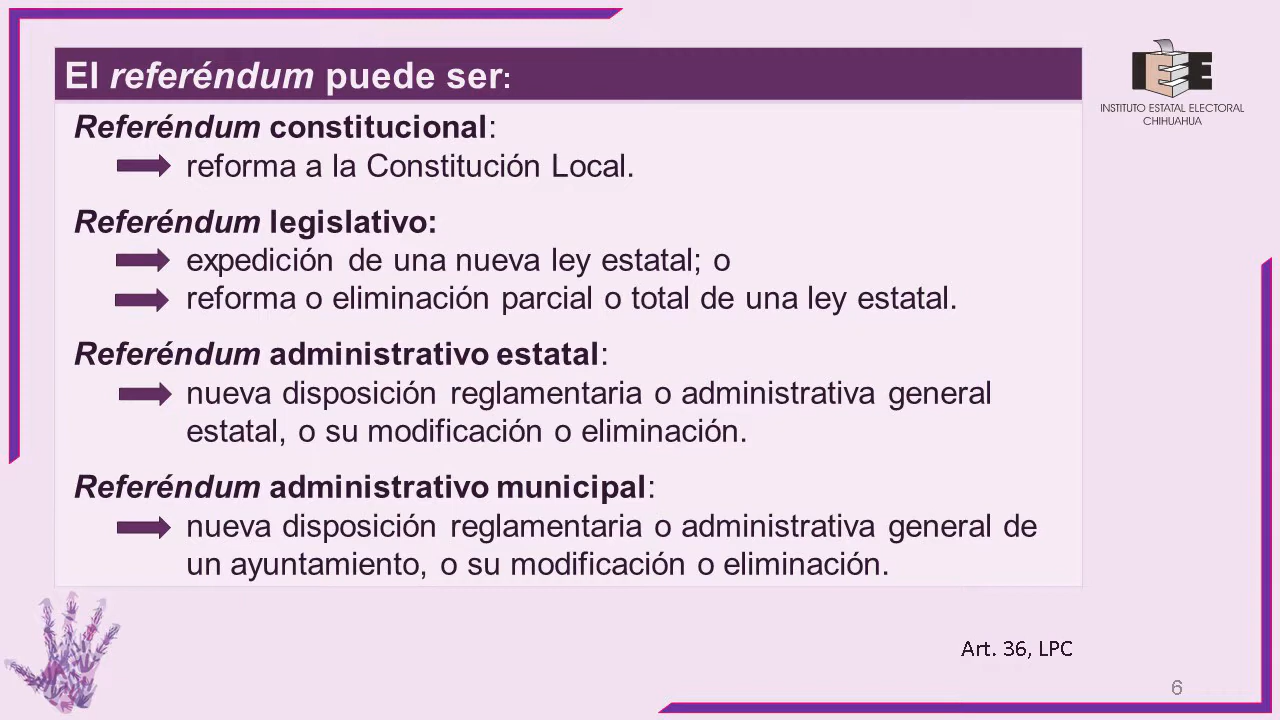 El referéndum puede ser:
IEE
INSTITUTO ESTATAL ELECTORAL
CHIHUAHUA
Referéndum constitucional:
reforma a la Constitución Local.
Referéndum legislativo:
expedición de una nueva ley estatal; o
reforma o eliminación parcial o total de una ley estatal.
Referéndum administrativo estatal:
nueva disposición reglamentaria o administrativa general
estatal, o su modificación o eliminación.
Referéndum administrativo municipal:
nueva disposición reglamentaria o administrativa general de
un ayuntamiento, o su modificación o eliminación.
Art. 36, LPC
6